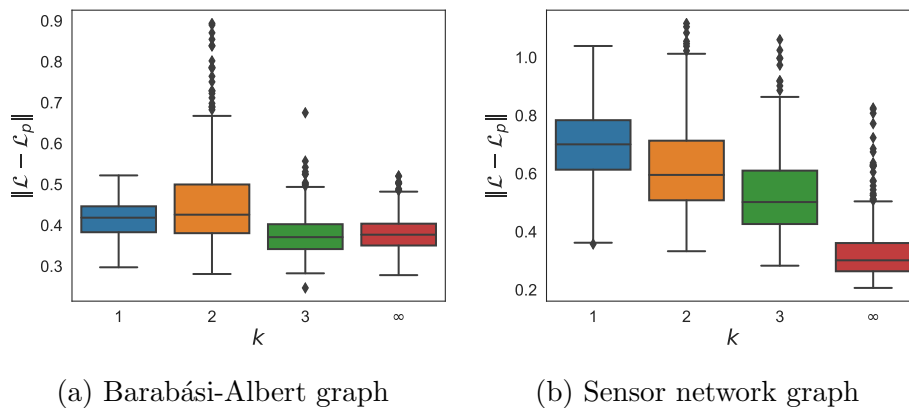 0.9
0.8
0.7
0.6
0.5
0.4
0.3
‖ℒ − ℒₚ‖
1 2 3 ∞
k
1.0
0.8
0.6
0.4
0.2
‖ℒ − ℒₚ‖
1 2 3 ∞
k
(a) Barabási-Albert graph
(b) Sensor network graph